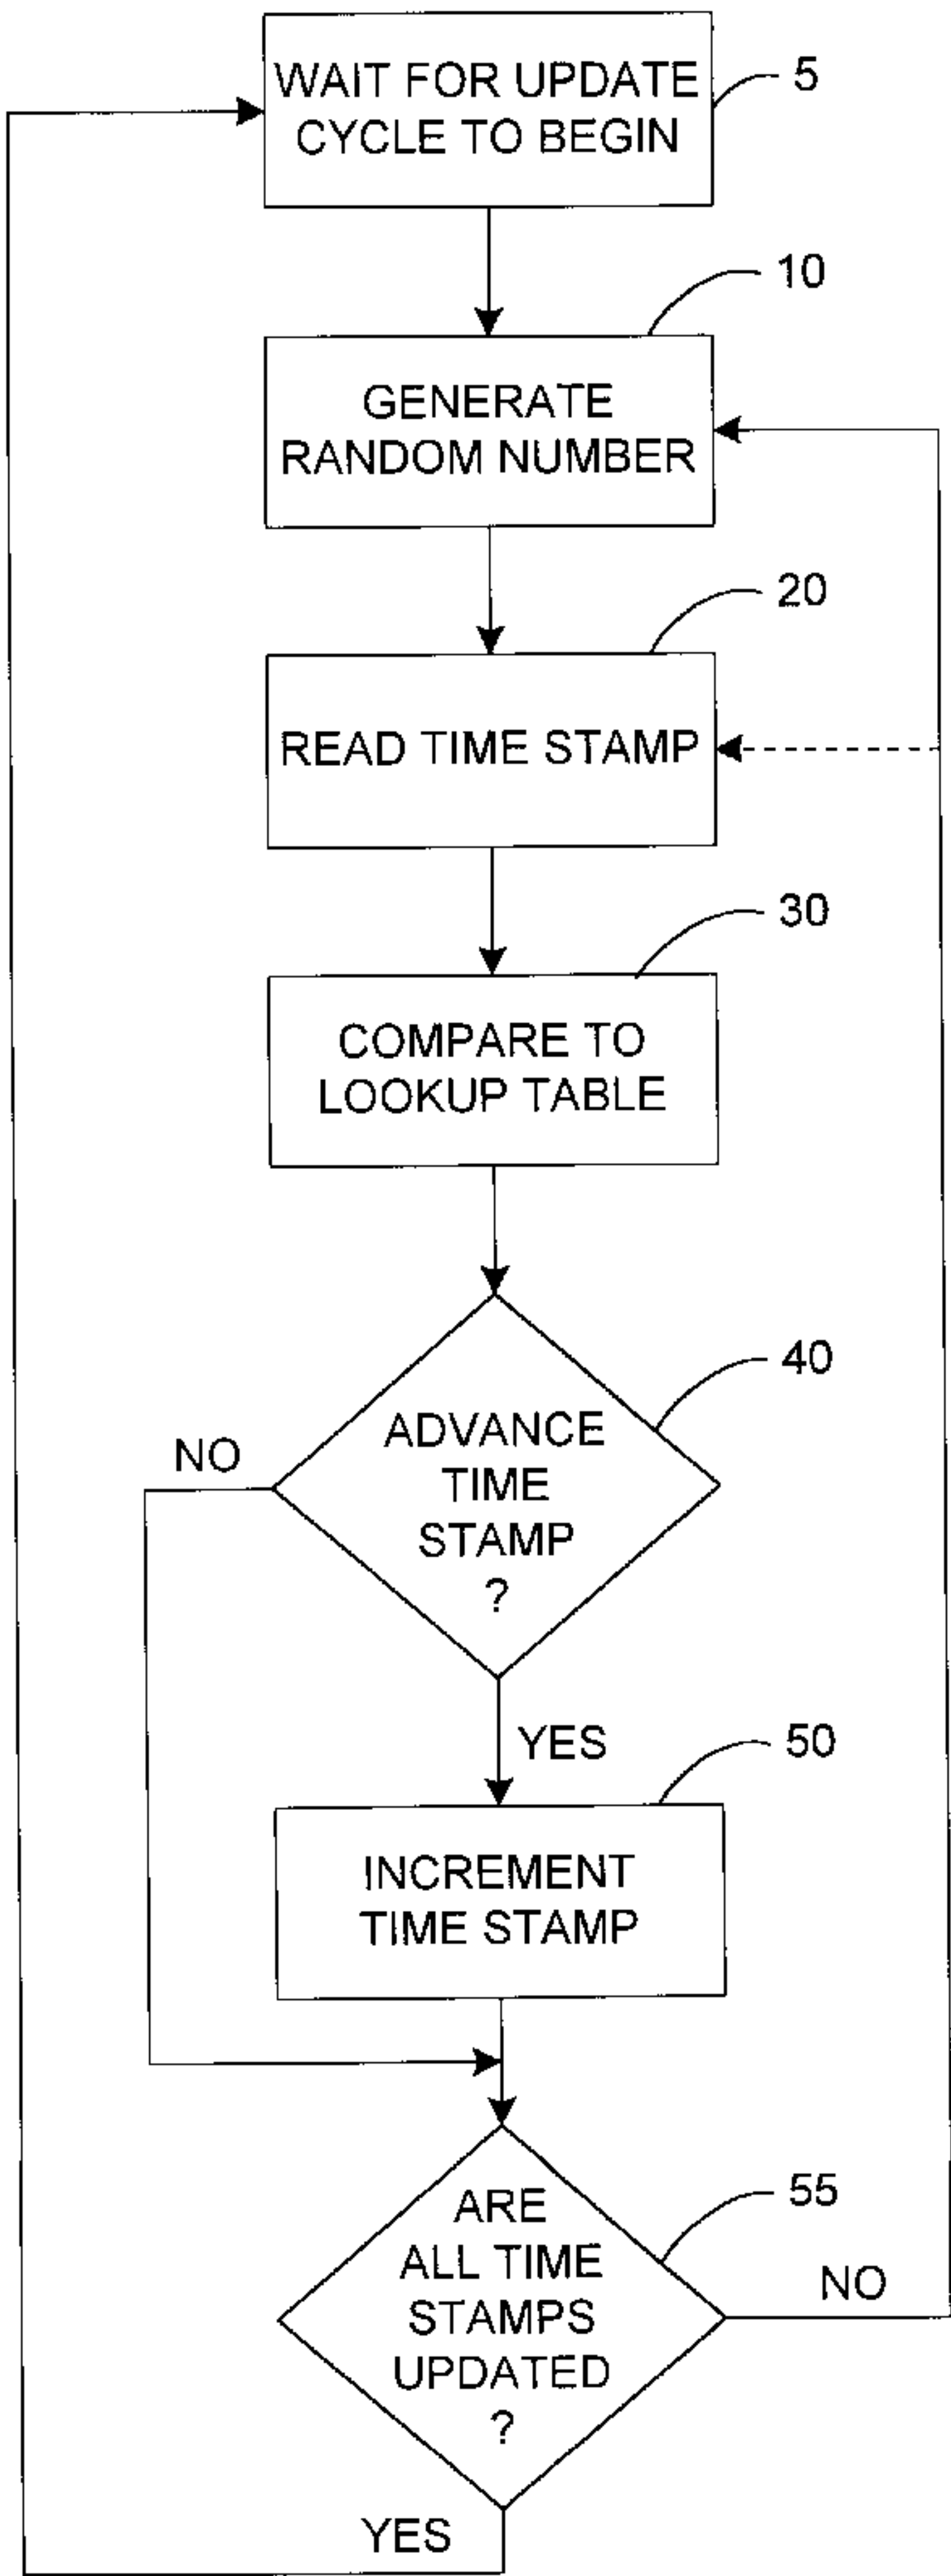 WAIT FOR UPDATE
CYCLE TO BEGIN
5
10
GENERATE
RANDOM NUMBER
20
READ TIME STAMP
30
COMPARE TO
LOOKUP TABLE
40
ADVANCE
TIME
STAMP
?
NO
YES
50
INCREMENT
TIME STAMP
55
ARE
ALL TIME
STAMPS
UPDATED
?
NO
YES